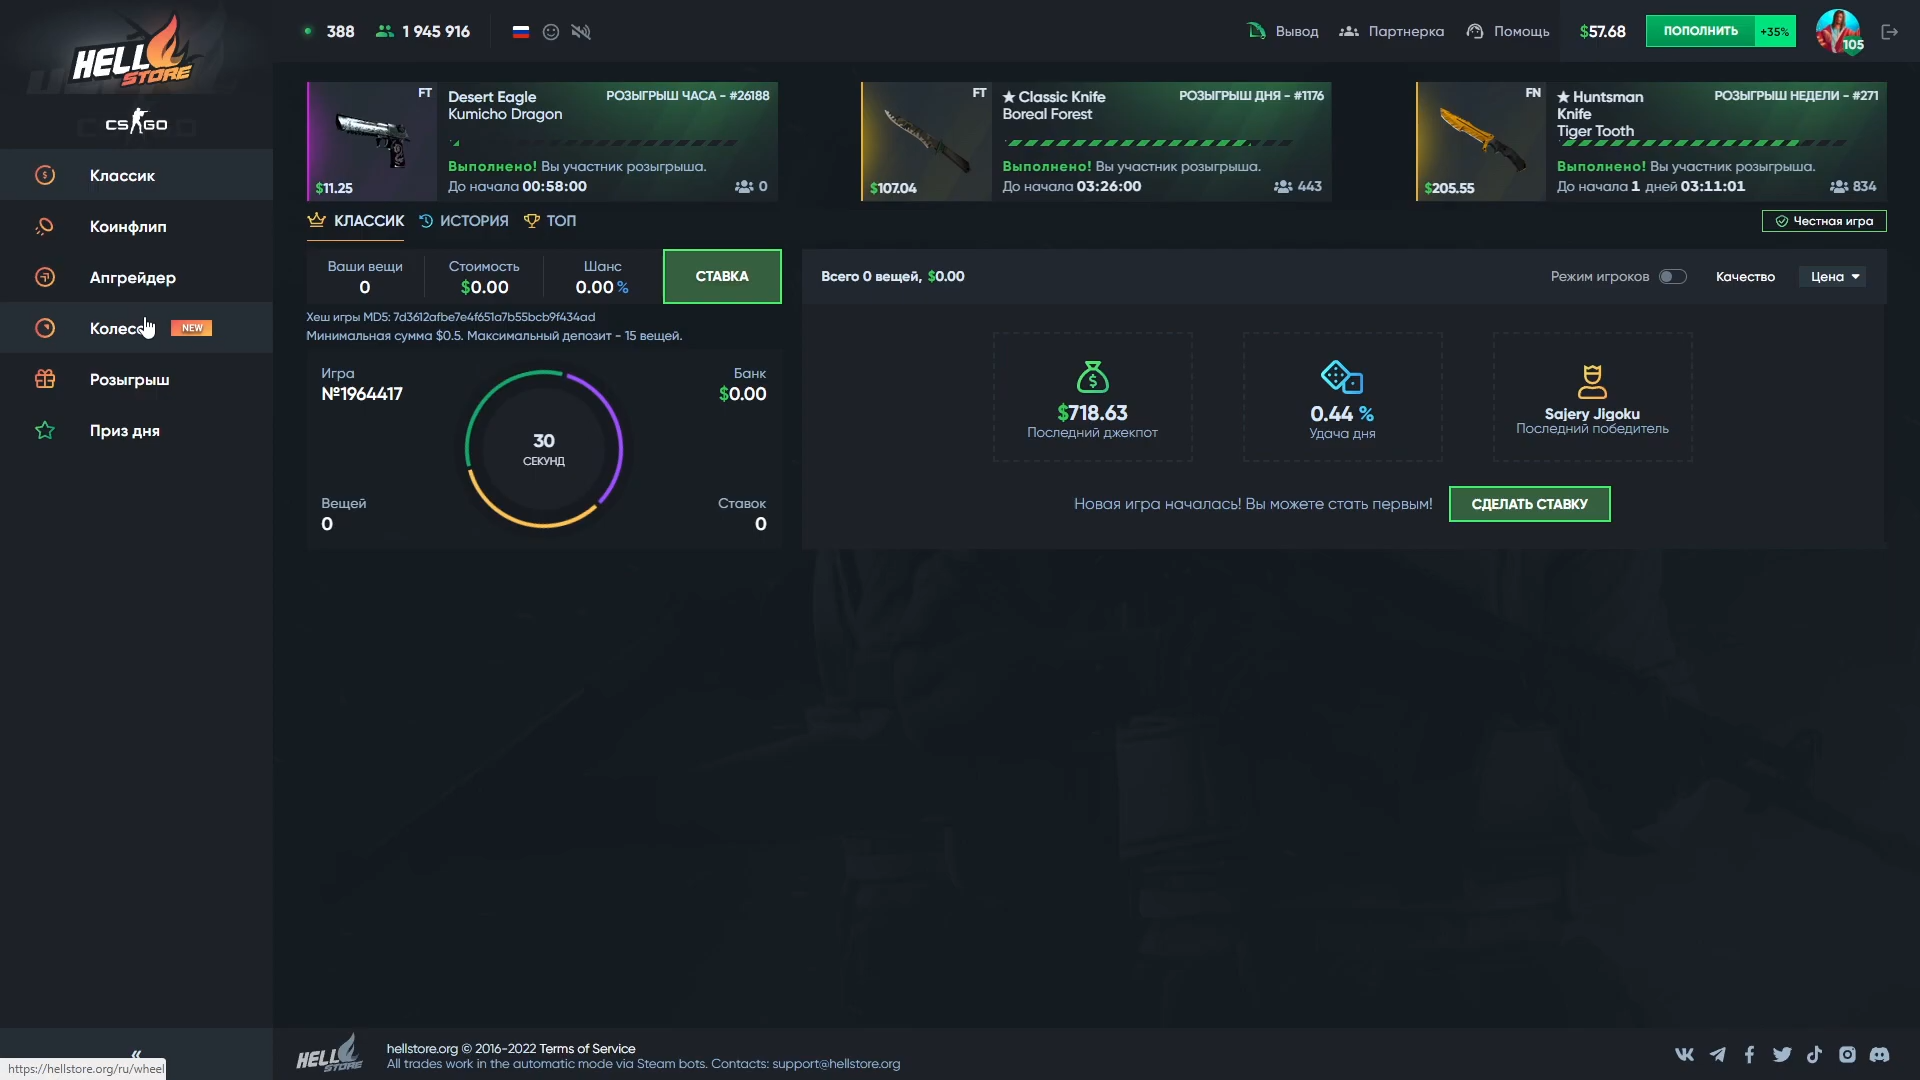 HELL
STORE
CS GO
Классик
Коинфлип
Апгрейдер
Колесо NEW
Розыгрыш
Приз дня
388 1 945 916
Вывод Партнерка Помощь $57.68 ПОПОЛНИТЬ +35% 105
FT
$11.25
Desert Eagle
Kumicho Dragon
РОЗЫГРЫШ ЧАСА - #26188
Выполнено! Вы участник розыгрыша.
До начала 00:58:00 0
FT
$107.04
★ Classic Knife
Boreal Forest
РОЗЫГРЫШ ДНЯ - #1176
Выполнено! Вы участник розыгрыша.
До начала 03:26:00 443
FN
$205.55
★ Huntsman
Knife
Tiger Tooth
РОЗЫГРЫШ НЕДЕЛИ - #271
Выполнено! Вы участник розыгрыша.
До начала 1 дней 03:11:01 834
КЛАССИК ИСТОРИЯ ТОП
Честная игра
Ваши вещи
0
Стоимость
$0.00
Шанс
0.00 %
СТАВКА
Хеш игры MD5: 7d3612afbe7e4f651a7b55bcb9f434ad
Минимальная сумма $0.5. Максимальный депозит - 15 вещей.
Игра
№1964417
Банк
$0.00
30
СЕКУНД
Вещей
0
Ставок
0
Всего 0 вещей, $0.00
Режим игроков Качество Цена
$718.63
Последний джекпот
0.44 %
Удача дня
Sajery Jigoku
Последний победитель
Новая игра началась! Вы можете стать первым! СДЕЛАТЬ СТАВКУ
HELL
STORE
hellstore.org © 2016-2022 Terms of Service
All trades work in the automatic mode via Steam bots. Contacts: support@hellstore.org
https://hellstore.org/ru/wheel